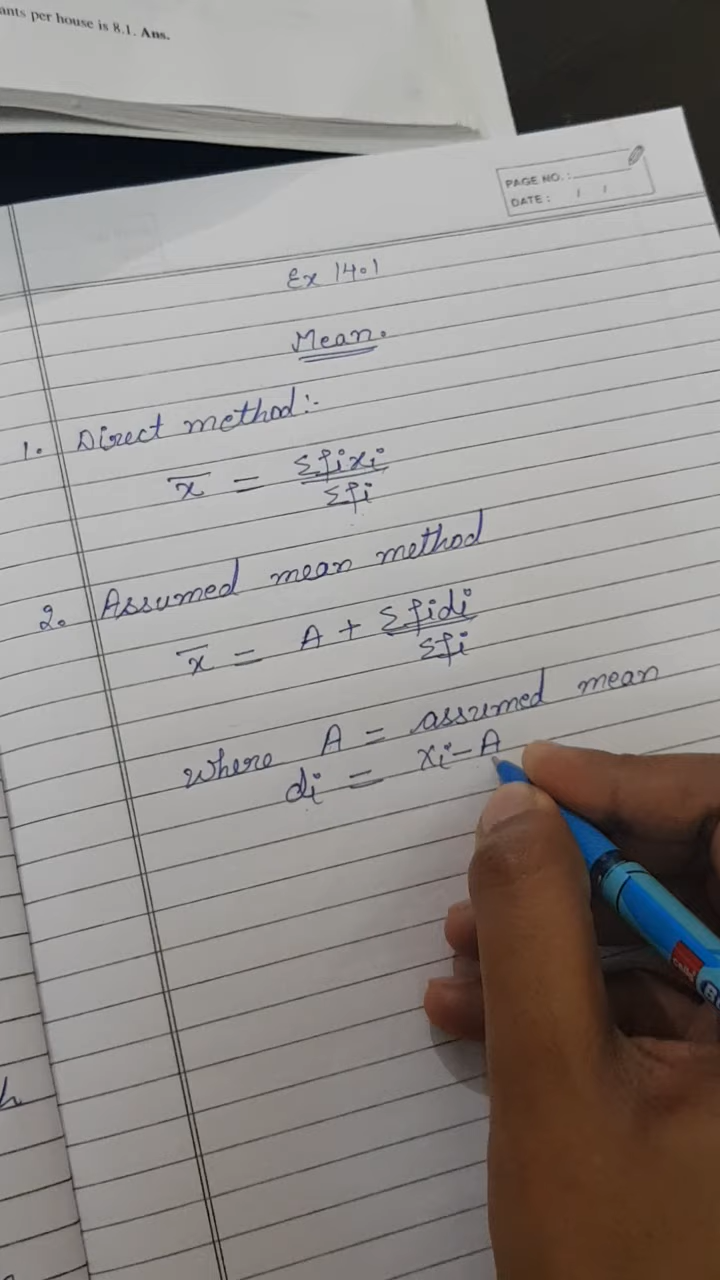 ants per house is 8.1. Ans.
PAGE NO.:
DATE: / /
Ex 14.1
Mean.
1. Direct method:-
x̄ = Σfixi / Σfi
2. Assumed mean method
x̄ = A + Σfidi / Σfi
where A = assumed mean
di = xi - A